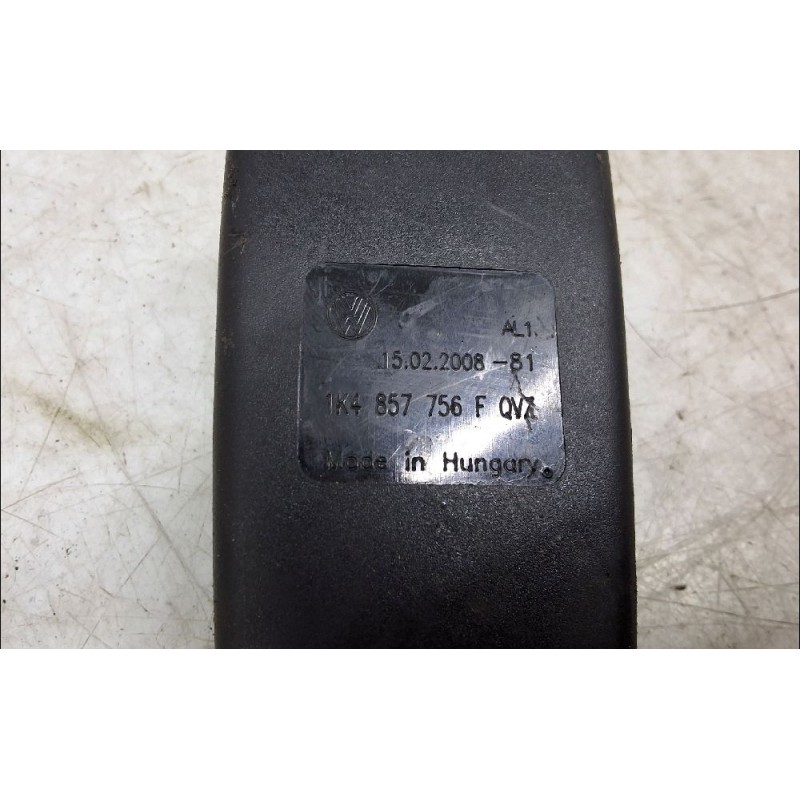 AL1.
15.02.2008 -81
1K4 857 756 F QVZ
Made in Hungary